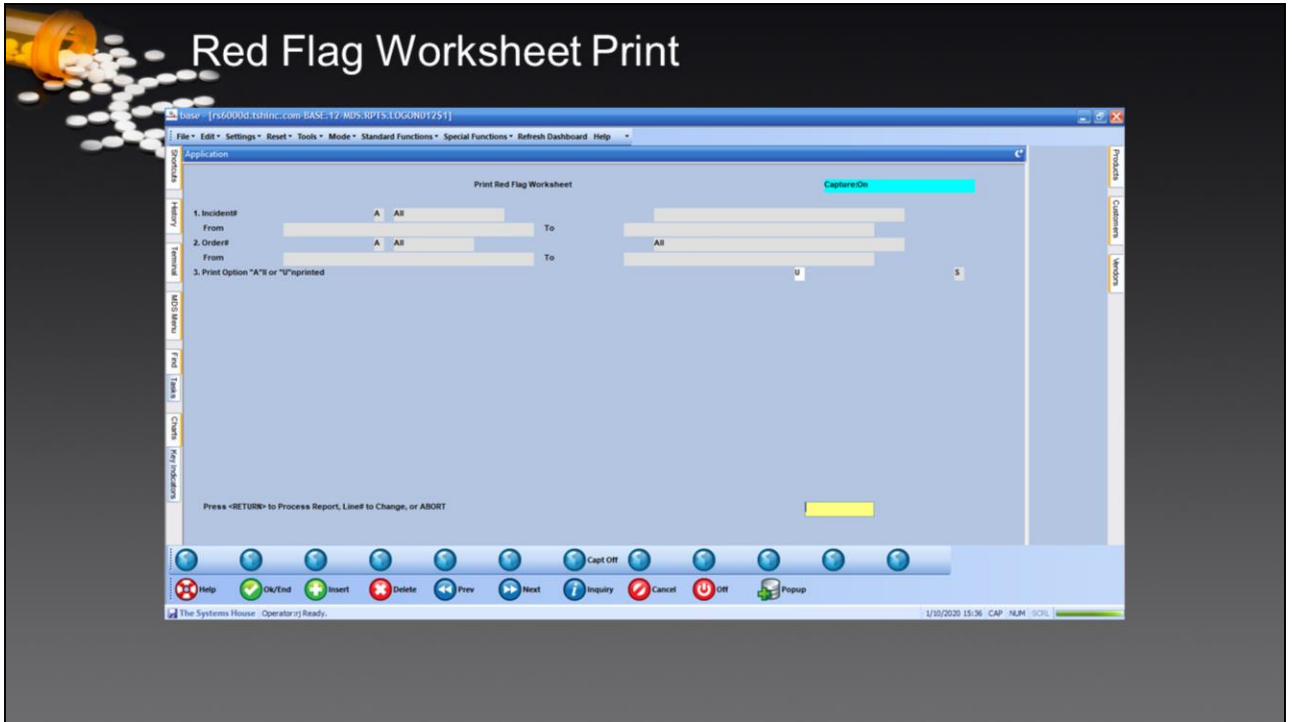 Red Flag Worksheet Print
base - [rs6000d.tshinc.com-BASE.12-MDS.RPTS.LOGON012$1]
File Edit Settings Reset Tools Mode Standard Functions Special Functions Refresh Dashboard Help
Shortcuts
History
Terminal
MDS Menu
Find
Tasks
Charts
Key Indicators
Application
Print Red Flag Worksheet Capture:On
1. Incident# A All
From To
2. Order# A All All
From To
3. Print Option "A"ll or "U"nprinted U S
Press <RETURN> to Process Report, Line# to Change, or ABORT
Products
Customers
Vendors
Capt Off
Help Ok/End Insert Delete Prev Next Inquiry Cancel Off Popup
The Systems House Operator:rj Ready. 1/10/2020 15:36 CAP NUM SCRL